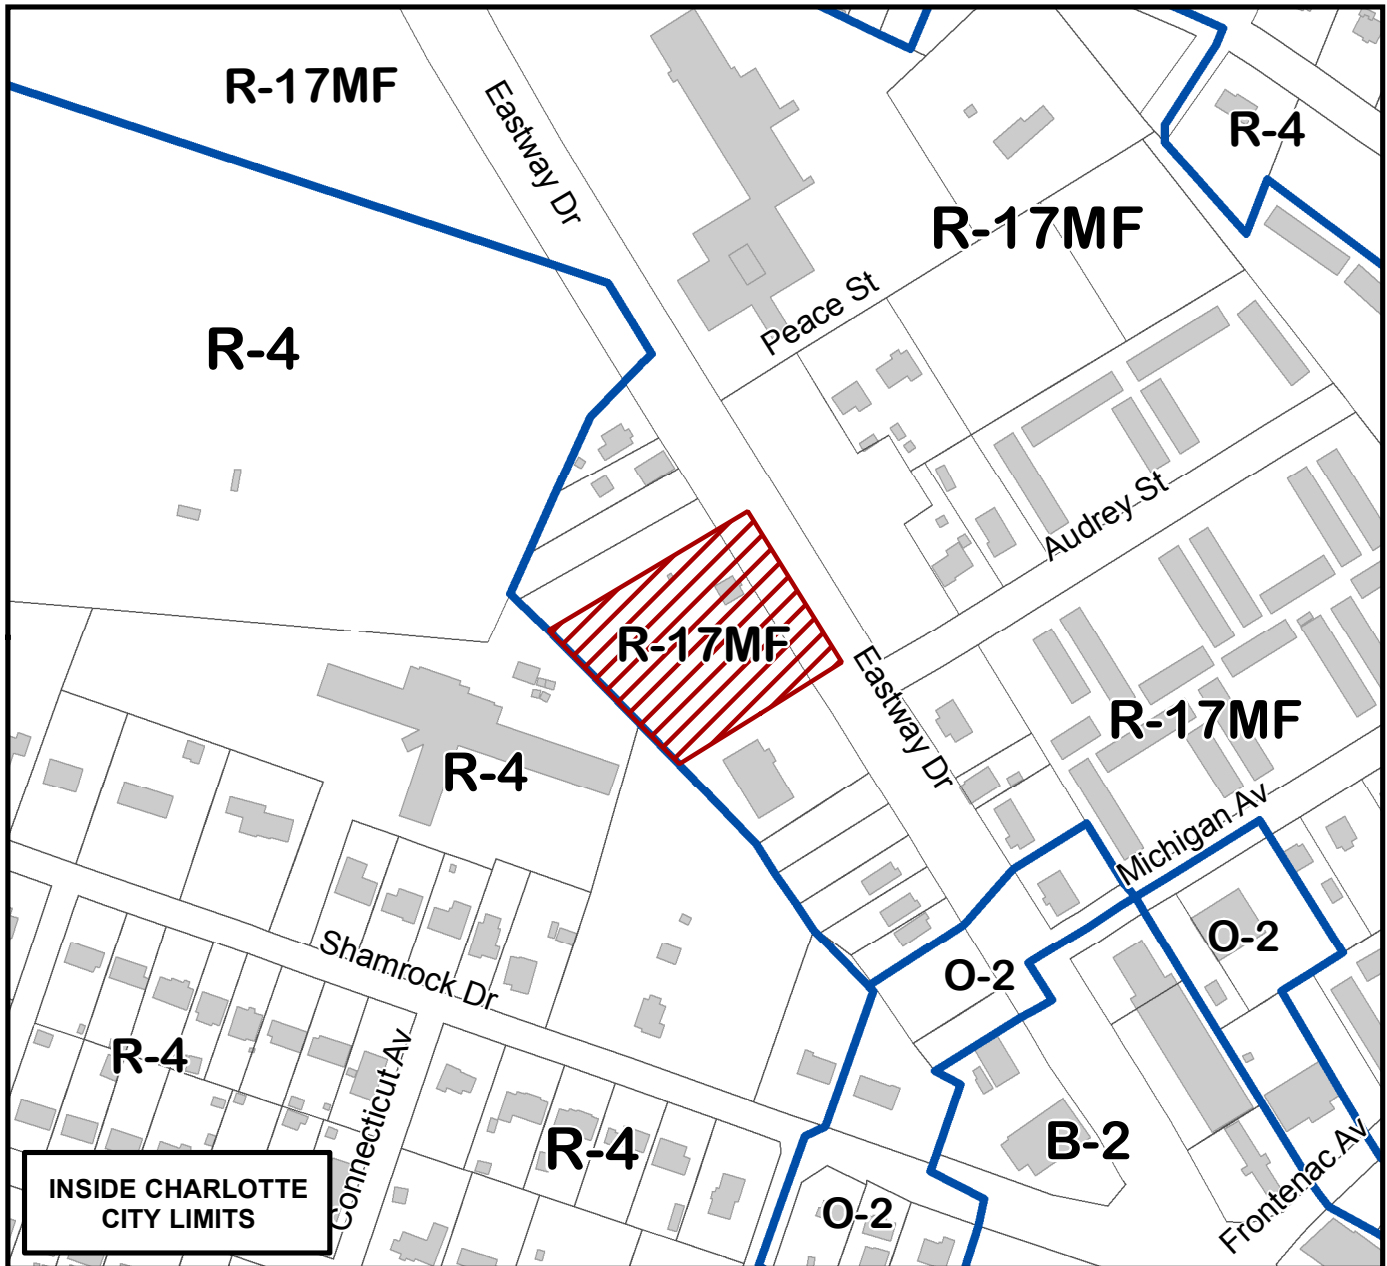 R-17MF
Eastway Dr
R-4
R-17MF
Peace St
R-4
Audrey St
R-17MF
Eastway Dr
R-17MF
R-4
Michigan Av
O-2
Shamrock Dr
O-2
R-4
Connecticut Av
R-4
B-2
Frontenac Av
O-2
INSIDE CHARLOTTE
CITY LIMITS